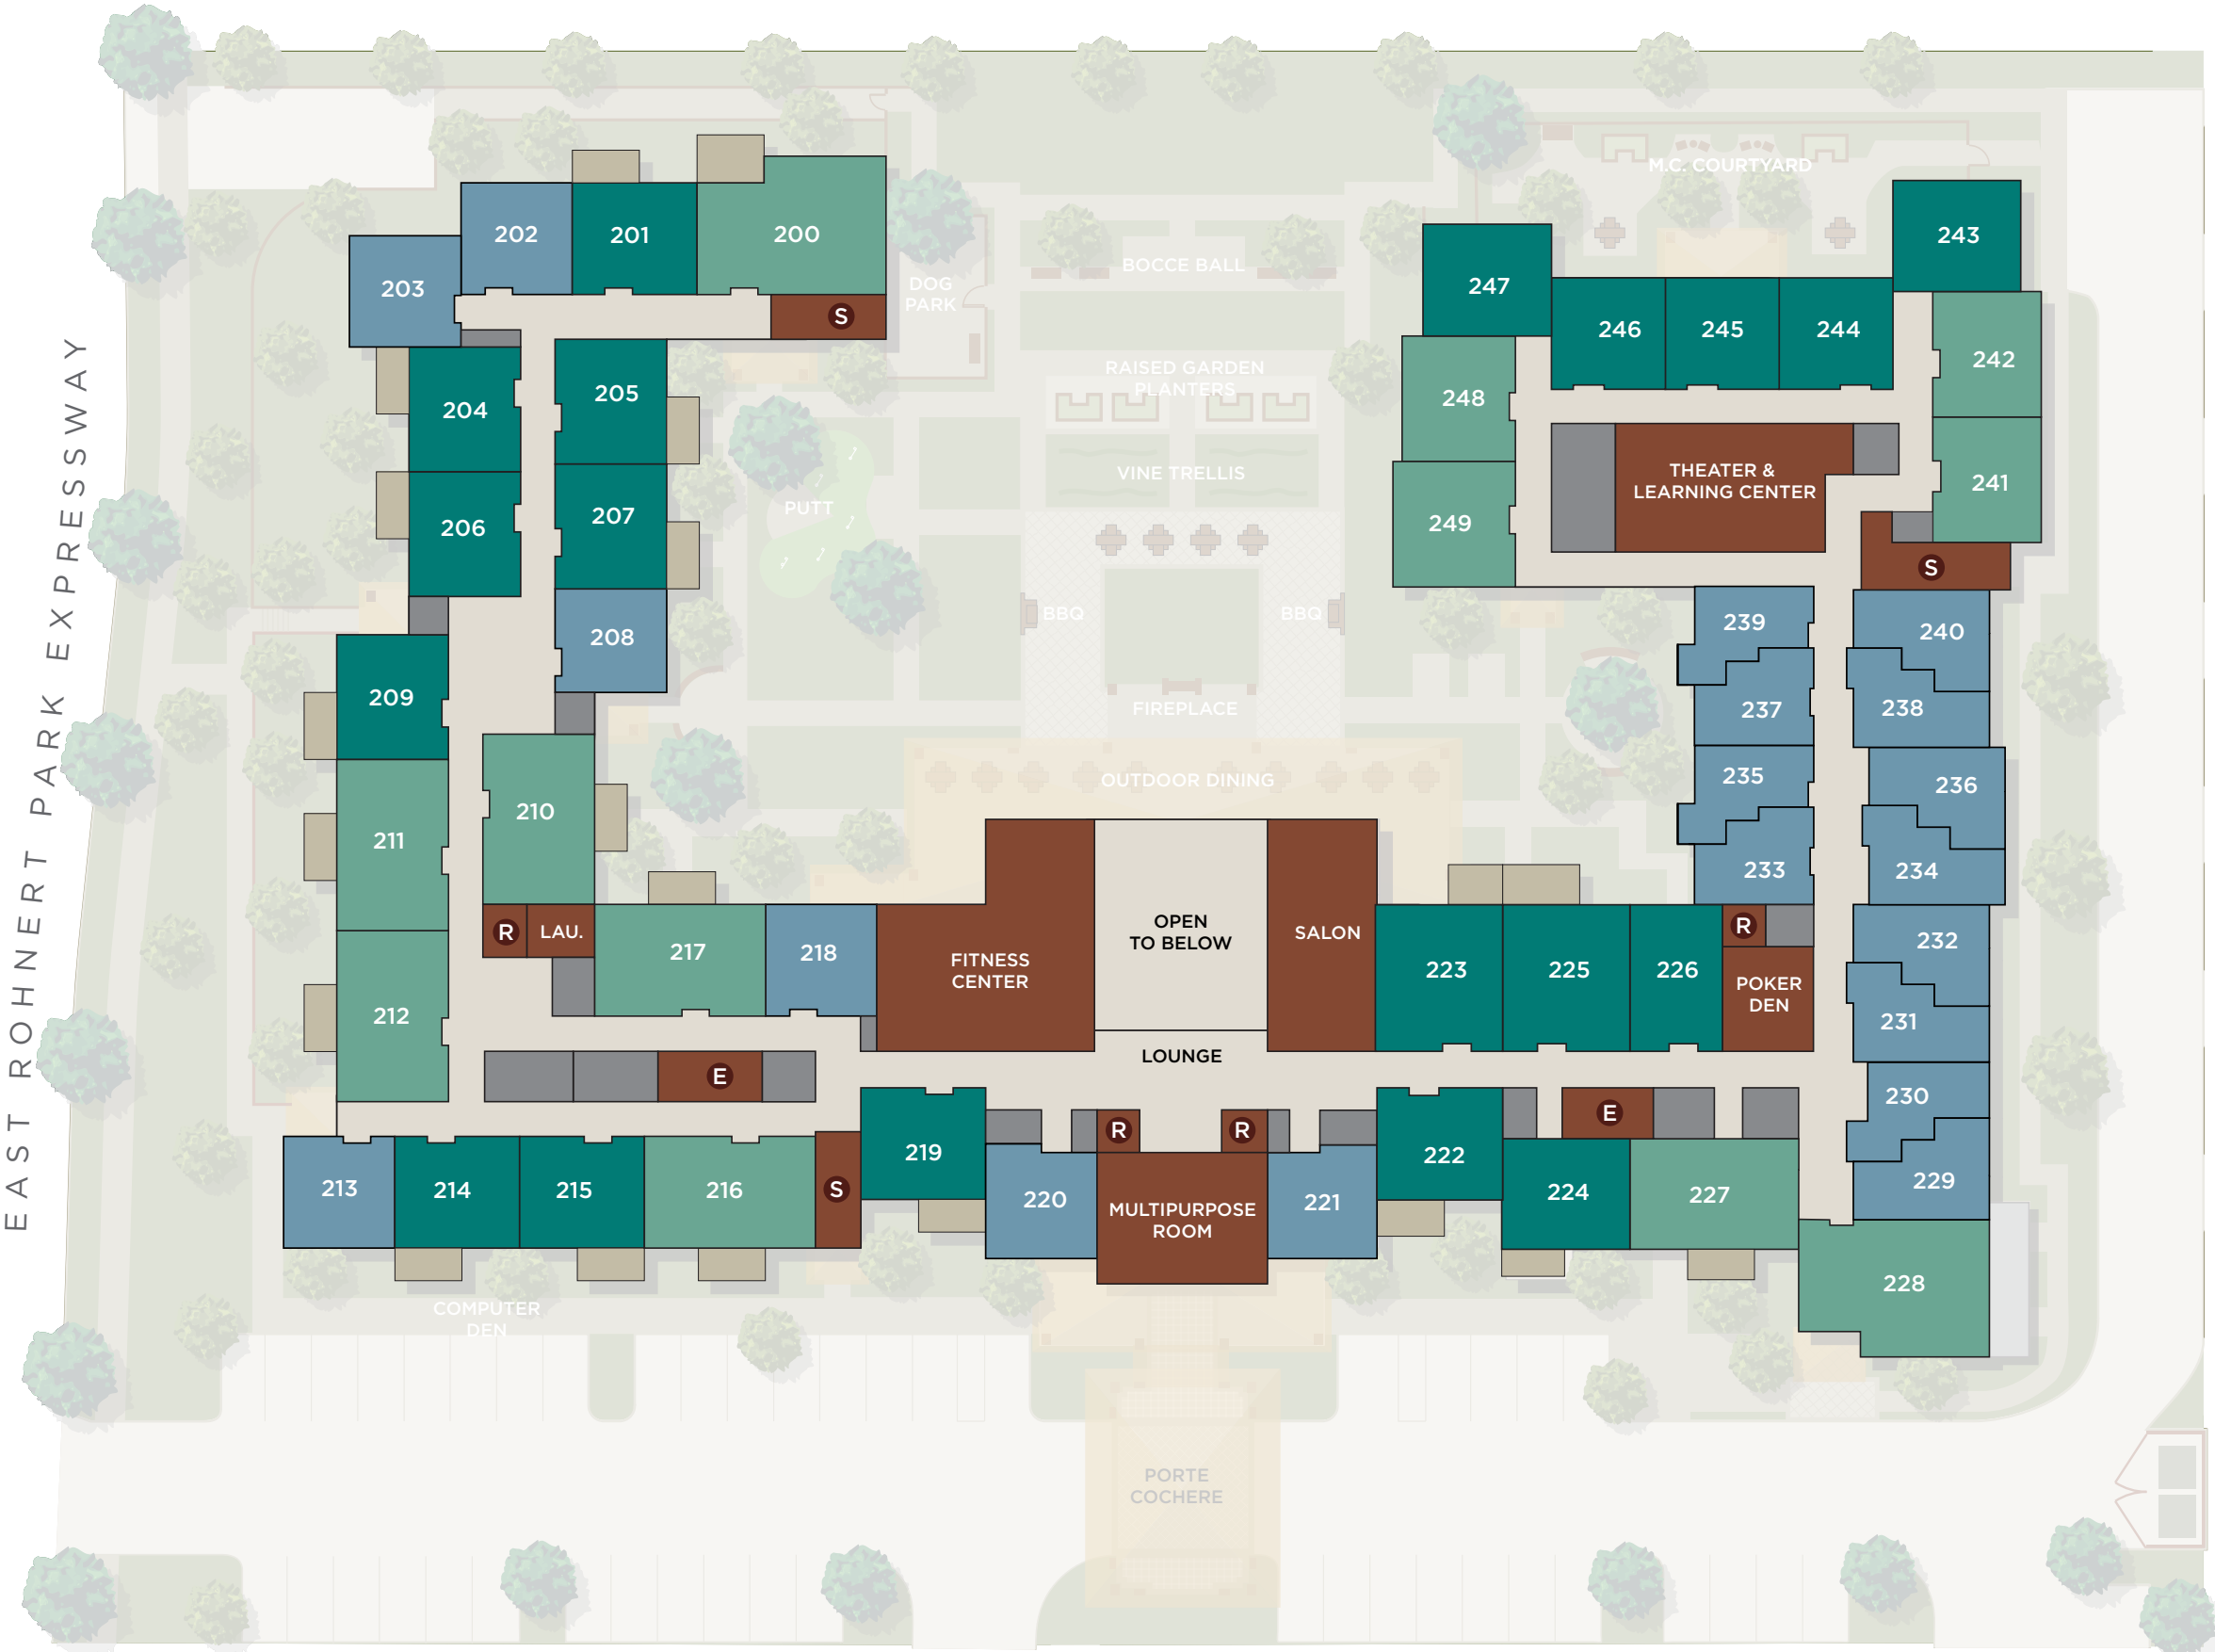 EAST ROHNERT PARK EXPRESSWAY
M.C. COURTYARD
202
201
200
243
203
247
BOCCE BALL
DOG
PARK
S
246
245
244
242
RAISED GARDEN
PLANTERS
205
204
248
THEATER &
LEARNING CENTER
VINE TRELLIS
241
PUTT
207
206
249
S
BBQ
BBQ
239
240
208
209
FIREPLACE
237
238
OUTDOOR DINING
235
236
210
211
233
234
R
LAU.
217
218
FITNESS
CENTER
OPEN
TO BELOW
SALON
223
225
226
R
POKER
DEN
232
212
231
LOUNGE
E
230
E
R
R
219
222
213
214
215
216
S
220
MULTIPURPOSE
ROOM
221
224
227
229
228
COMPUTER
DEN
PORTE
COCHERE